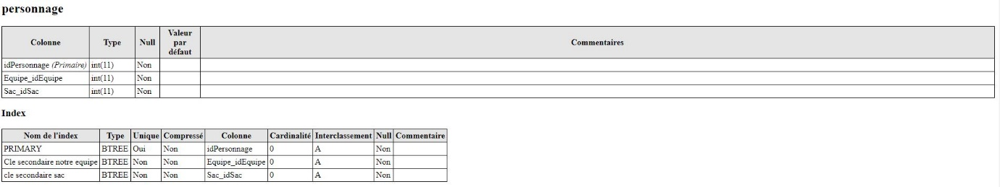 personnage
Colonne Type Null Valeur par défaut Commentaires
idPersonnage (Primaire) int(11) Non
Equipe_idEquipe int(11) Non
Sac_idSac int(11) Non
Index
Nom de l'index Type Unique Compressé Colonne Cardinalité Interclassement Null Commentaire
PRIMARY BTREE Oui Non idPersonnage 0 A Non
Cle secondaire notre equipe BTREE Non Non Equipe_idEquipe 0 A Non
cle secondaire sac BTREE Non Non Sac_idSac 0 A Non